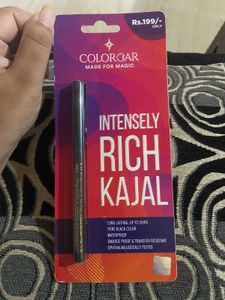 Rs.199/-
ONLY
COLORBAR
MADE FOR MAGIC
INTENSELY
RICH
KAJAL
LONG LASTING, UP TO 12HRS
PURE BLACK COLOR
WATERPROOF
SMUDGE PROOF & TRANSFER RESISTANT
OPHTHALMOLOGICALLY TESTED